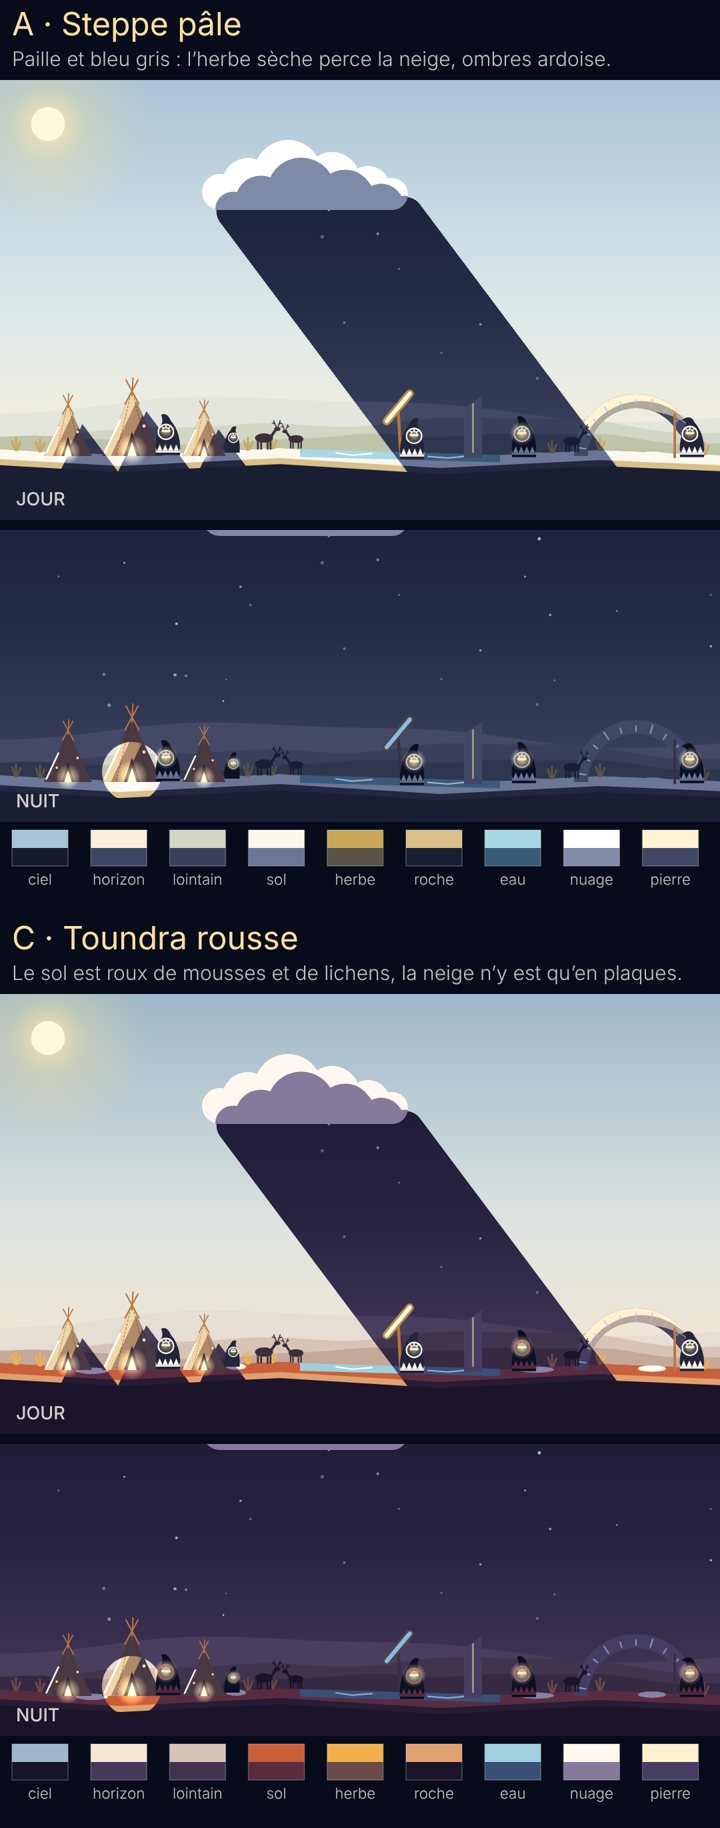 A · Steppe pâle
Paille et bleu gris : l’herbe sèche perce la neige, ombres ardoise.
JOUR
NUIT
ciel horizon lointain sol herbe roche eau nuage pierre
C · Toundra rousse
Le sol est roux de mousses et de lichens, la neige n’y est qu’en plaques.
JOUR
NUIT
ciel horizon lointain sol herbe roche eau nuage pierre